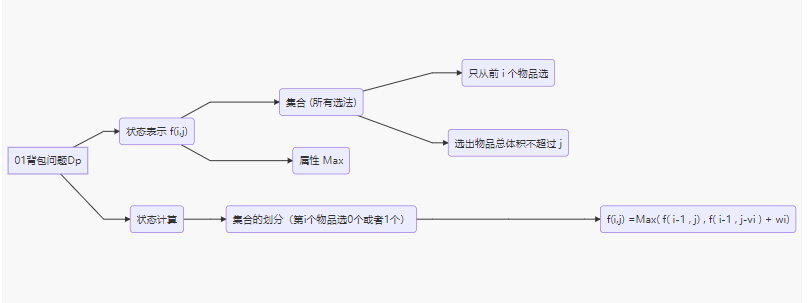 01背包问题Dp
状态表示 f(i,j)
集合 (所有选法)
只从前 i 个物品选
选出物品总体积不超过 j
属性 Max
状态计算
集合的划分（第i个物品选0个或者1个）
f(i,j) =Max( f( i-1 , j) , f( i-1 , j-vi ) + wi)